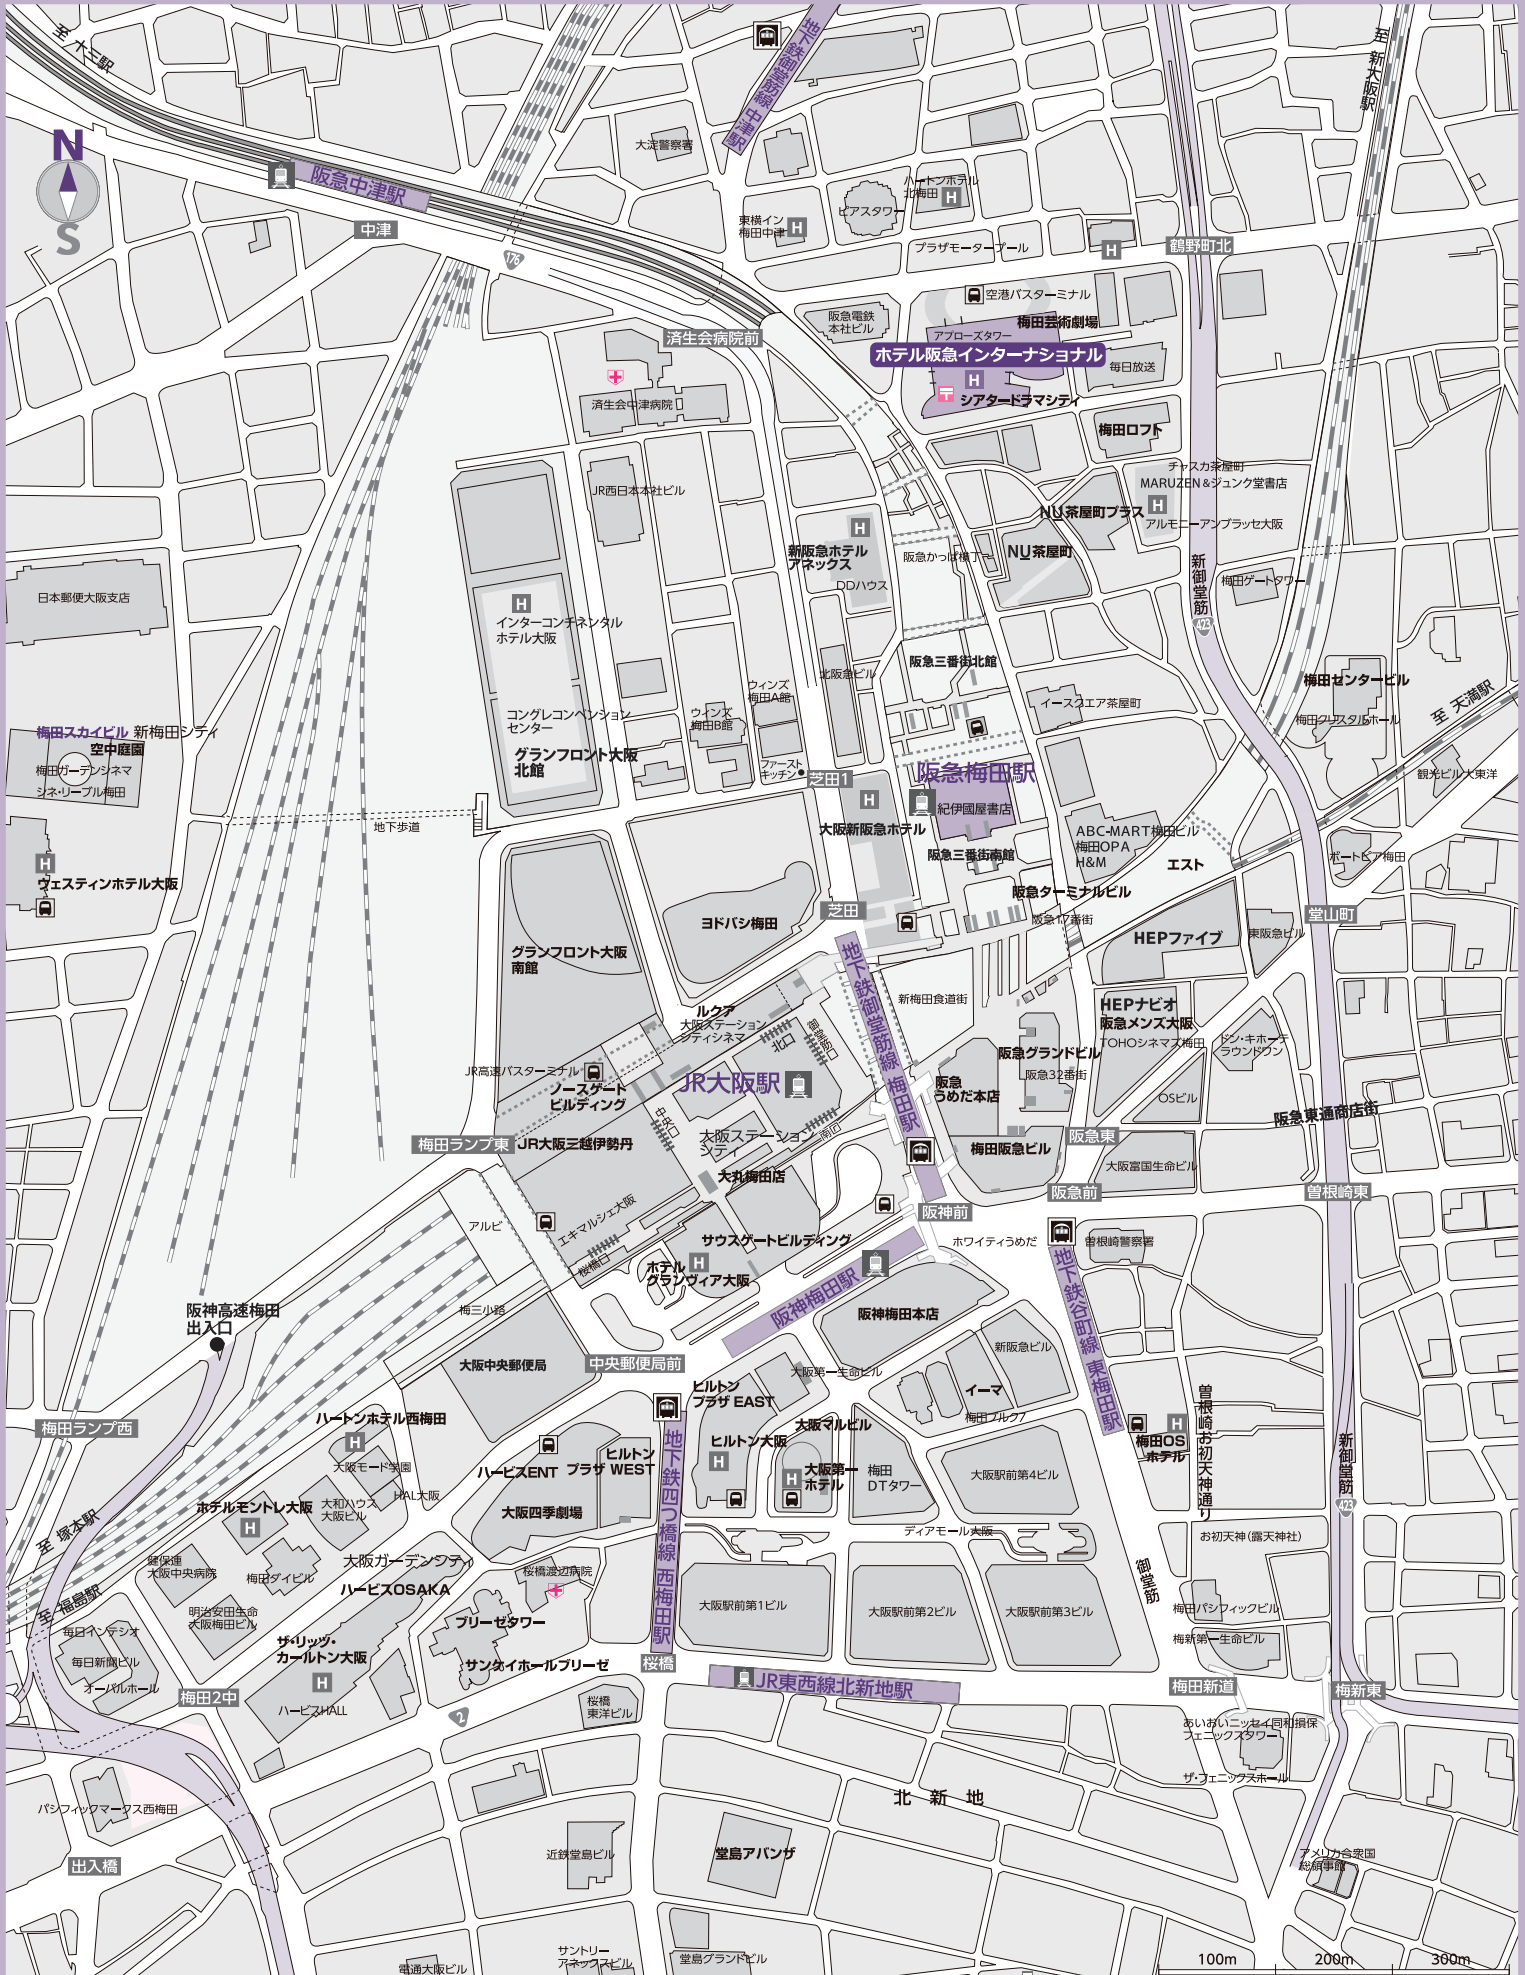 至 十三駅
地下鉄御堂筋線 中津駅
至 新大阪駅
N
S
大淀警察署
阪急中津駅
中津
176
ハートンホテル
北梅田
H
ピアスタワー
東横イン
梅田中津
H
プラザモータープール
H
鶴野町北
空港バスターミナル
阪急電鉄
本社ビル
梅田芸術劇場
アプローズタワー
済生会病院前
ホテル阪急インターナショナル
H
毎日放送
シアタードラマシティ
済生会中津病院
梅田ロフト
チャスカ茶屋町
MARUZEN&ジュンク堂書店
H
JR西日本本社ビル
NU茶屋町プラス
アルモニーアンブラッセ大阪
H
新阪急ホテル
アネックス
阪急かっぱ横丁
NU茶屋町
DDハウス
新御堂筋
423
梅田ゲートタワー
日本郵便大阪支店
H
インターコンチネンタル
ホテル大阪
阪急三番街北館
北阪急ビル
梅田センタービル
ウィンズ
梅田A館
イースクエア茶屋町
至 天満駅
コングレコンベンション
センター
ウィンズ
梅田B館
梅田クリスタルホール
梅田スカイビル 新梅田シティ
空中庭園
梅田ガーデンシネマ
シネ・リーブル梅田
グランフロント大阪
北館
ファースト
キッチン
芝田1
阪急梅田駅
観光ビル大東洋
H
紀伊國屋書店
地下歩道
大阪新阪急ホテル
ABC-MART梅田ビル
梅田OPA
H&M
阪急三番街南館
エスト
ボートピア梅田
H
ウェスティンホテル大阪
阪急ターミナルビル
阪急17番街
芝田
堂山町
ヨドバシ梅田
HEPファイブ
東阪急ビル
グランフロント大阪
南館
地下鉄御堂筋線 梅田駅
新梅田食道街
HEPナビオ
阪急メンズ大阪
TOHOシネマズ梅田
ルクア
大阪ステーション
シティシネマ
北口
御堂筋口
ドン・キホーテ
ラウンドワン
阪急グランドビル
阪急32番街
JR高速バスターミナル
ノースゲート
ビルディング
JR大阪駅
阪急
うめだ本店
OSビル
阪急東通商店街
中央口
南口
梅田ランプ東
JR大阪三越伊勢丹
大阪ステーション
シティ
梅田阪急ビル
阪急東
大丸梅田店
大阪富国生命ビル
阪急前
曽根崎東
エキマルシェ大阪
アルビ
阪神前
サウスゲートビルディング
ホワイティうめだ
曽根崎警察署
桜橋口
ホテル
グランヴィア大阪
H
阪神梅田駅
地下鉄谷町線 東梅田駅
阪神高速梅田
出入口
梅三小路
阪神梅田本店
新阪急ビル
大阪中央郵便局
中央郵便局前
大阪第一生命ビル
ヒルトン
プラザ EAST
イーマ
梅田ブルク7
曽根崎お初天神通り
梅田ランプ西
ハートンホテル西梅田
H
大阪マルビル
H
梅田OS
ホテル
地下鉄四つ橋線 西梅田駅
ヒルトン大阪
H
新御堂筋
423
ヒルトン
プラザ WEST
ハービスENT
大阪第一
ホテル
H
梅田
DTタワー
大阪駅前第4ビル
大阪モード学園
HAL大阪
ホテルモントレ大阪
H
大和ハウス
大阪ビル
大阪四季劇場
至 塚本駅
ディアモール大阪
お初天神(露天神社)
健保連
大阪中央病院
大阪ガーデンシティ
梅田ダイビル
桜橋渡辺病院
御堂筋
至 福島駅
ハービスOSAKA
大阪駅前第1ビル
大阪駅前第2ビル
大阪駅前第3ビル
梅田パシフィックビル
明治安田生命
大阪梅田ビル
ブリーゼタワー
毎日インテシオ
ザ・リッツ・
カールトン大阪
H
梅新第一生命ビル
毎日新聞ビル
オーバルホール
サンケイホールブリーゼ
桜橋
JR東西線北新地駅
梅田新道
梅新東
梅田2中
ハービスHALL
2
桜橋
東洋ビル
あいおいニッセイ同和損保
フェニックスタワー
ザ・フェニックスホール
北新地
パシフィックマークス西梅田
出入橋
近鉄堂島ビル
堂島アバンザ
アメリカ合衆国
総領事館
サントリー
アネックスビル
堂島グランドビル
電通大阪ビル
100m
200m
300m